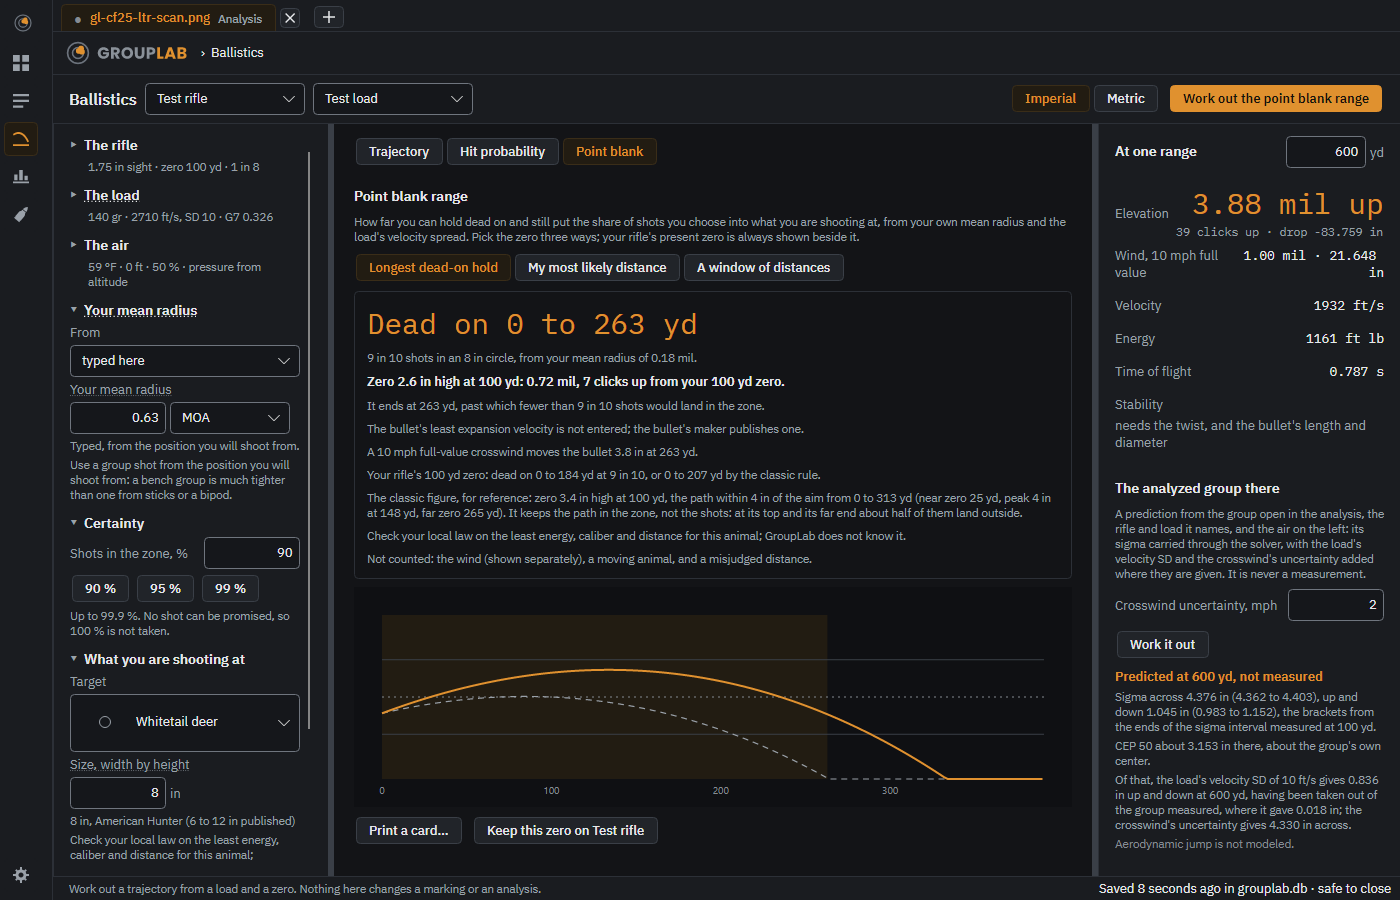 gl-cf25-ltr-scan.png Analysis
GROUPLAB › Ballistics
Ballistics
Test rifle
Test load
Imperial
Metric
Work out the point blank range
The rifle
1.75 in sight · zero 100 yd · 1 in 8
The load
140 gr · 2710 ft/s, SD 10 · G7 0.326
The air
59 °F · 0 ft · 50 % · pressure from
altitude
Your mean radius
From
typed here
Your mean radius
0.63
MOA
Typed, from the position you will shoot from.
Use a group shot from the position you will
shoot from: a bench group is much tighter
than one from sticks or a bipod.
Certainty
Shots in the zone, %
90
90 %
95 %
99 %
Up to 99.9 %. No shot can be promised, so
100 % is not taken.
What you are shooting at
Target
Whitetail deer
Size, width by height
8 in
8 in, American Hunter (6 to 12 in published)
Check your local law on the least energy,
caliber and distance for this animal;
Trajectory
Hit probability
Point blank
Point blank range
How far you can hold dead on and still put the share of shots you choose into what you are shooting at, from your own mean radius and the
load's velocity spread. Pick the zero three ways; your rifle's present zero is always shown beside it.
Longest dead-on hold
My most likely distance
A window of distances
Dead on 0 to 263 yd
9 in 10 shots in an 8 in circle, from your mean radius of 0.18 mil.
Zero 2.6 in high at 100 yd: 0.72 mil, 7 clicks up from your 100 yd zero.
It ends at 263 yd, past which fewer than 9 in 10 shots would land in the zone.
The bullet's least expansion velocity is not entered; the bullet's maker publishes one.
A 10 mph full-value crosswind moves the bullet 3.8 in at 263 yd.
Your rifle's 100 yd zero: dead on 0 to 184 yd at 9 in 10, or 0 to 207 yd by the classic rule.
The classic figure, for reference: zero 3.4 in high at 100 yd, the path within 4 in of the aim from 0 to 313 yd (near zero 25 yd, peak 4 in
at 148 yd, far zero 265 yd). It keeps the path in the zone, not the shots: at its top and its far end about half of them land outside.
Check your local law on the least energy, caliber and distance for this animal; GroupLab does not know it.
Not counted: the wind (shown separately), a moving animal, and a misjudged distance.
0
100
200
300
Print a card...
Keep this zero on Test rifle
At one range
600 yd
Elevation 3.88 mil up
39 clicks up · drop -83.759 in
Wind, 10 mph full 1.00 mil · 21.648
value in
Velocity 1932 ft/s
Energy 1161 ft lb
Time of flight 0.787 s
Stability
needs the twist, and the bullet's length and
diameter
The analyzed group there
A prediction from the group open in the analysis, the
rifle and load it names, and the air on the left: its
sigma carried through the solver, with the load's
velocity SD and the crosswind's uncertainty added
where they are given. It is never a measurement.
Crosswind uncertainty, mph
2
Work it out
Predicted at 600 yd, not measured
Sigma across 4.376 in (4.362 to 4.403), up and
down 1.045 in (0.983 to 1.152), the brackets from
the ends of the sigma interval measured at 100 yd.
CEP 50 about 3.153 in there, about the group's own
center.
Of that, the load's velocity SD of 10 ft/s gives 0.836
in up and down at 600 yd, having been taken out of
the group measured, where it gave 0.018 in; the
crosswind's uncertainty gives 4.330 in across.
Aerodynamic jump is not modeled.
Work out a trajectory from a load and a zero. Nothing here changes a marking or an analysis.
Saved 8 seconds ago in grouplab.db · safe to close